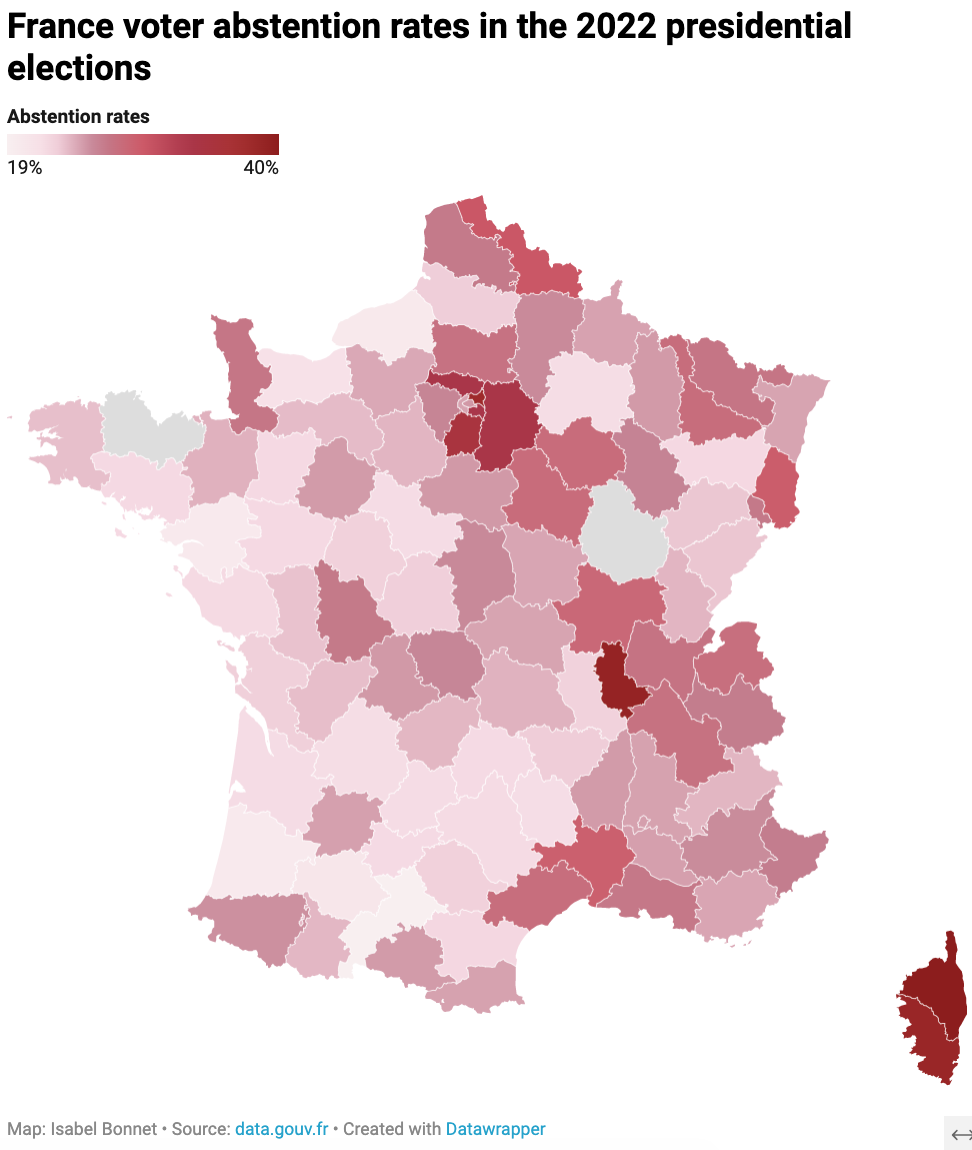 France voter abstention rates in the 2022 presidential
elections
Abstention rates
19% 40%
Map: Isabel Bonnet • Source: data.gouv.fr • Created with Datawrapper